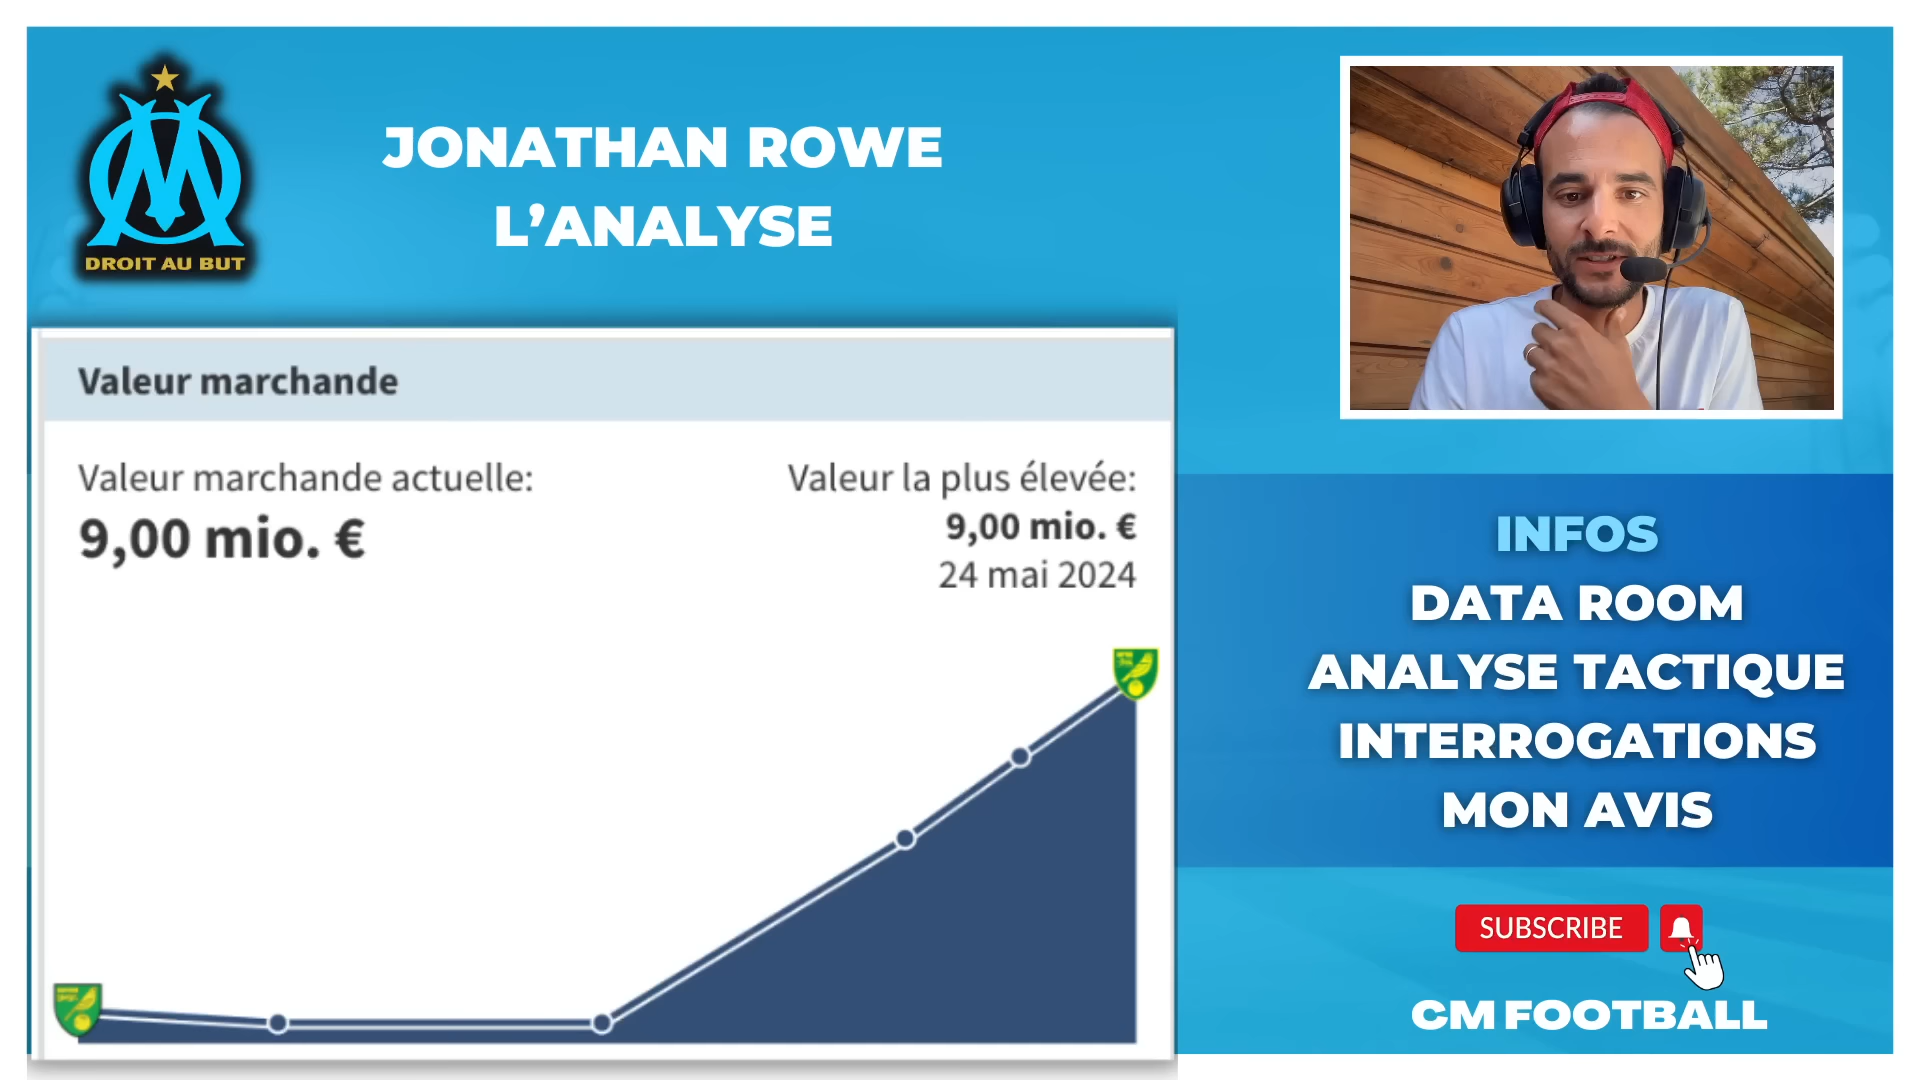 DROIT AU BUT
JONATHAN ROWE
L’ANALYSE
Valeur marchande
Valeur marchande actuelle:
9,00 mio. €
Valeur la plus élevée:
9,00 mio. €
24 mai 2024
INFOS
DATA ROOM
ANALYSE TACTIQUE
INTERROGATIONS
MON AVIS
SUBSCRIBE
CM FOOTBALL